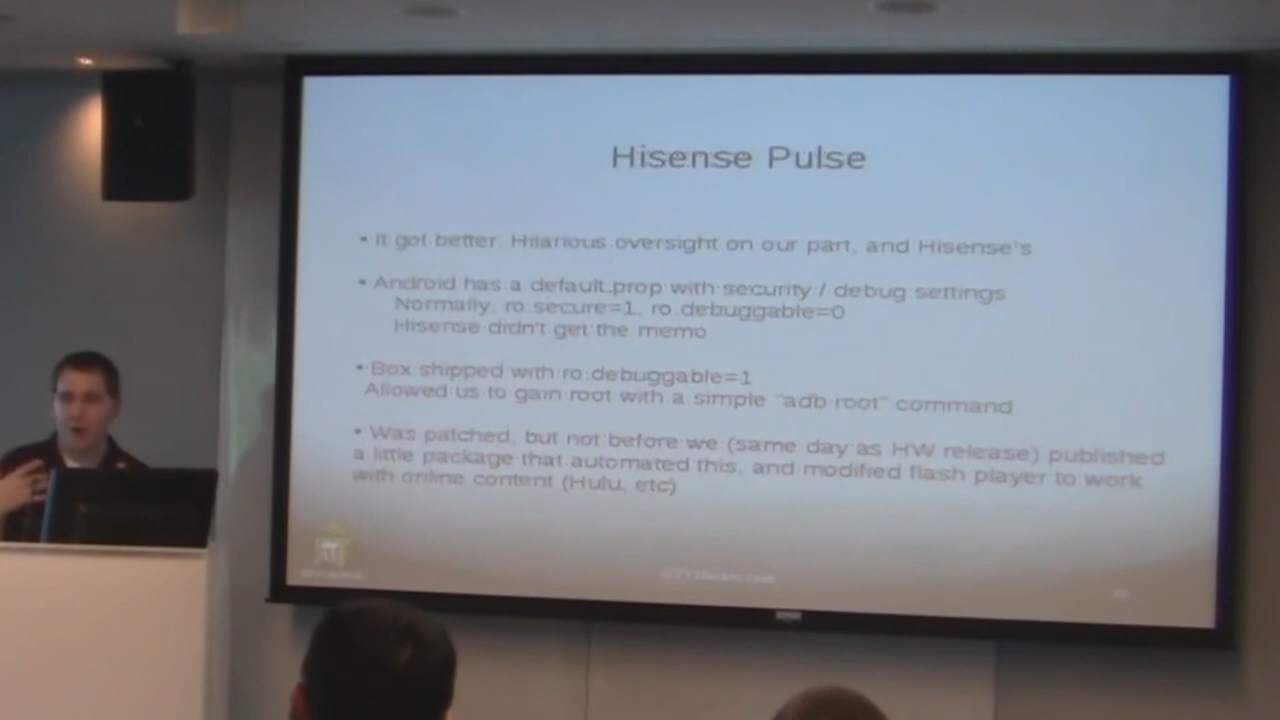 Hisense Pulse
• It got better. Hilarious oversight on our part, and Hisense's
• Android has a default.prop with security / debug settings
Normally, ro.secure=1, ro.debuggable=0
Hisense didn't get the memo
• Box shipped with ro.debuggable=1
Allowed us to gain root with a simple "adb root" command
• Was patched, but not before we (same day as HW release) published
a little package that automated this, and modified flash player to work
with online content (Hulu, etc)
GTVHacker.com